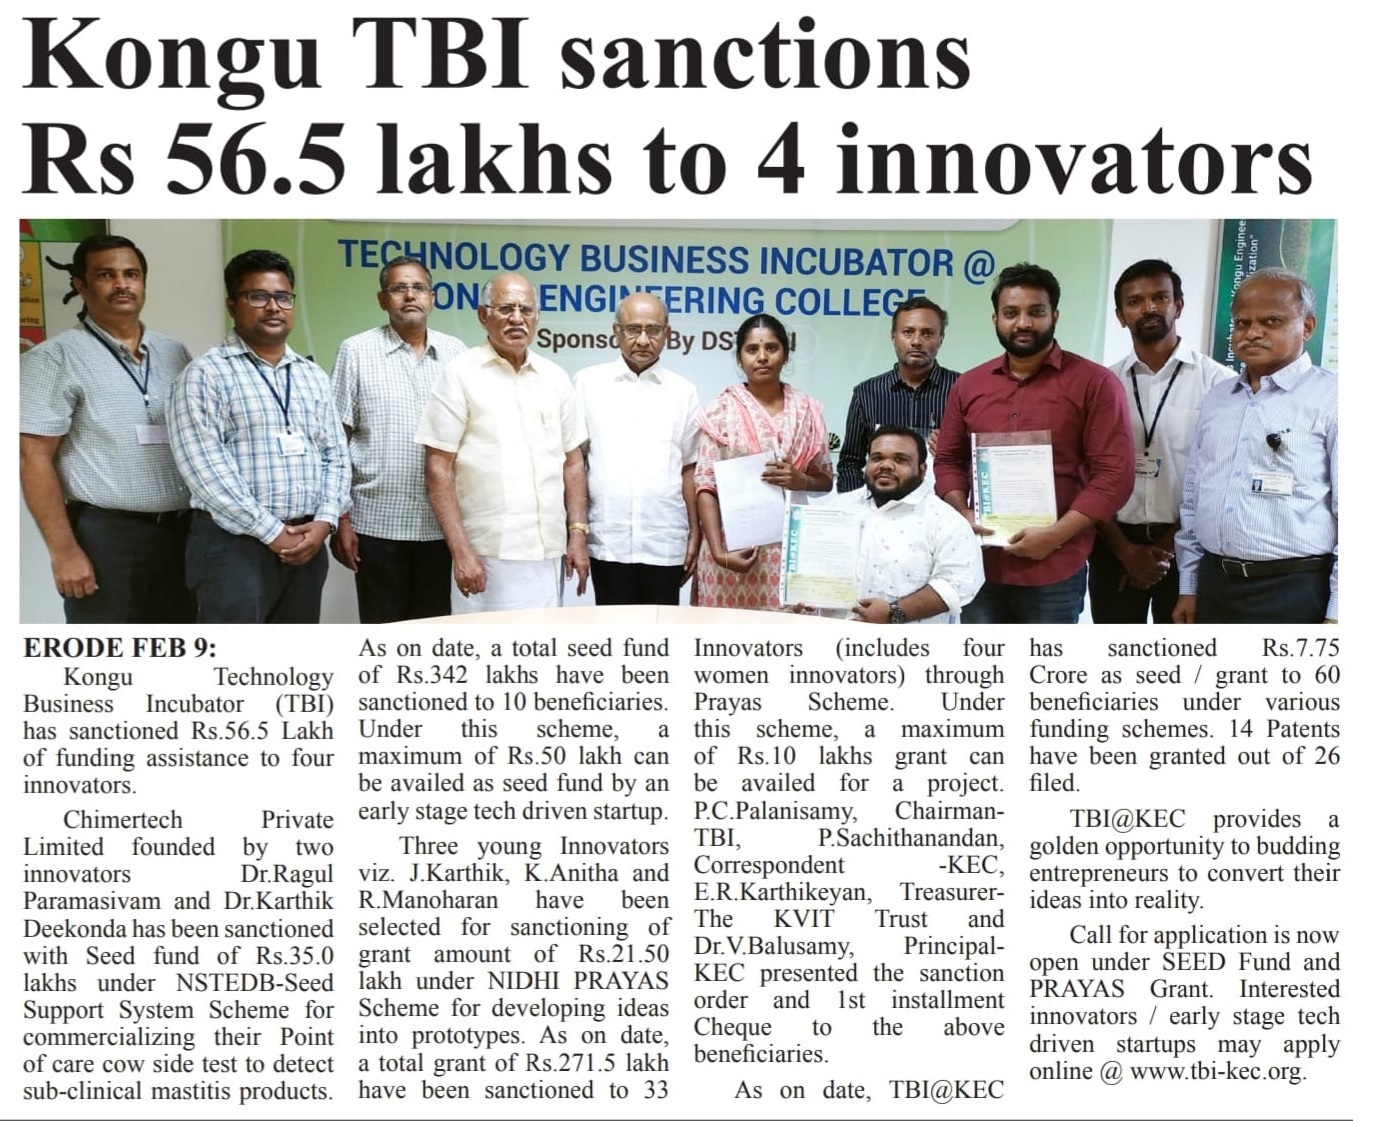 Kongu TBI sanctions
Rs 56.5 lakhs to 4 innovators
TECHNOLOGY BUSINESS INCUBATOR @
ENGINEERING COLLEGE
By
TBI@KEC
TBI@KEC
ERODE FEB 9:
Kongu Technology
Business Incubator (TBI)
has sanctioned Rs.56.5 Lakh
of funding assistance to four
innovators.
Chimertech Private
Limited founded by two
innovators Dr.Ragul
Paramasivam and Dr.Karthik
Deekonda has been sanctioned
with Seed fund of Rs.35.0
lakhs under NSTEDB-Seed
Support System Scheme for
commercializing their Point
of care cow side test to detect
sub-clinical mastitis products.
As on date, a total seed fund
of Rs.342 lakhs have been
sanctioned to 10 beneficiaries.
Under this scheme, a
maximum of Rs.50 lakh can
be availed as seed fund by an
early stage tech driven startup.
Three young Innovators
viz. J.Karthik, K.Anitha and
R.Manoharan have been
selected for sanctioning of
grant amount of Rs.21.50
lakh under NIDHI PRAYAS
Scheme for developing ideas
into prototypes. As on date,
a total grant of Rs.271.5 lakh
have been sanctioned to 33
Innovators (includes four
women innovators) through
Prayas Scheme. Under
this scheme, a maximum
of Rs.10 lakhs grant can
be availed for a project.
P.C.Palanisamy, Chairman-
TBI, P.Sachithanandan,
Correspondent -KEC,
E.R.Karthikeyan, Treasurer-
The KVIT Trust and
Dr.V.Balusamy, Principal-
KEC presented the sanction
order and 1st installment
Cheque to the above
beneficiaries.
As on date, TBI@KEC
has sanctioned Rs.7.75
Crore as seed / grant to 60
beneficiaries under various
funding schemes. 14 Patents
have been granted out of 26
filed.
TBI@KEC provides a
golden opportunity to budding
entrepreneurs to convert their
ideas into reality.
Call for application is now
open under SEED Fund and
PRAYAS Grant. Interested
innovators / early stage tech
driven startups may apply
online @ www.tbi-kec.org.